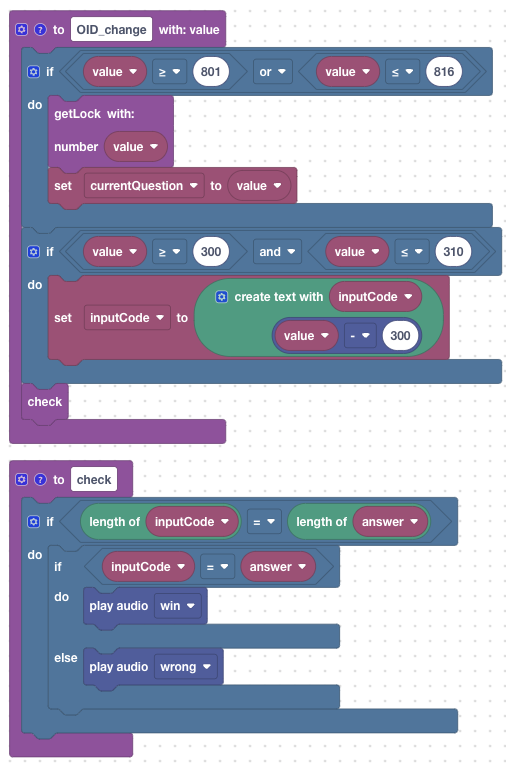 to OID_change with: value
if value ≥ 801 or value ≤ 816
do
getLock with:
number value
set currentQuestion to value
if value ≥ 300 and value ≤ 310
do
set inputCode to create text with inputCode
value - 300
check
to check
if length of inputCode = length of answer
do
if inputCode = answer
do
play audio win
else
play audio wrong